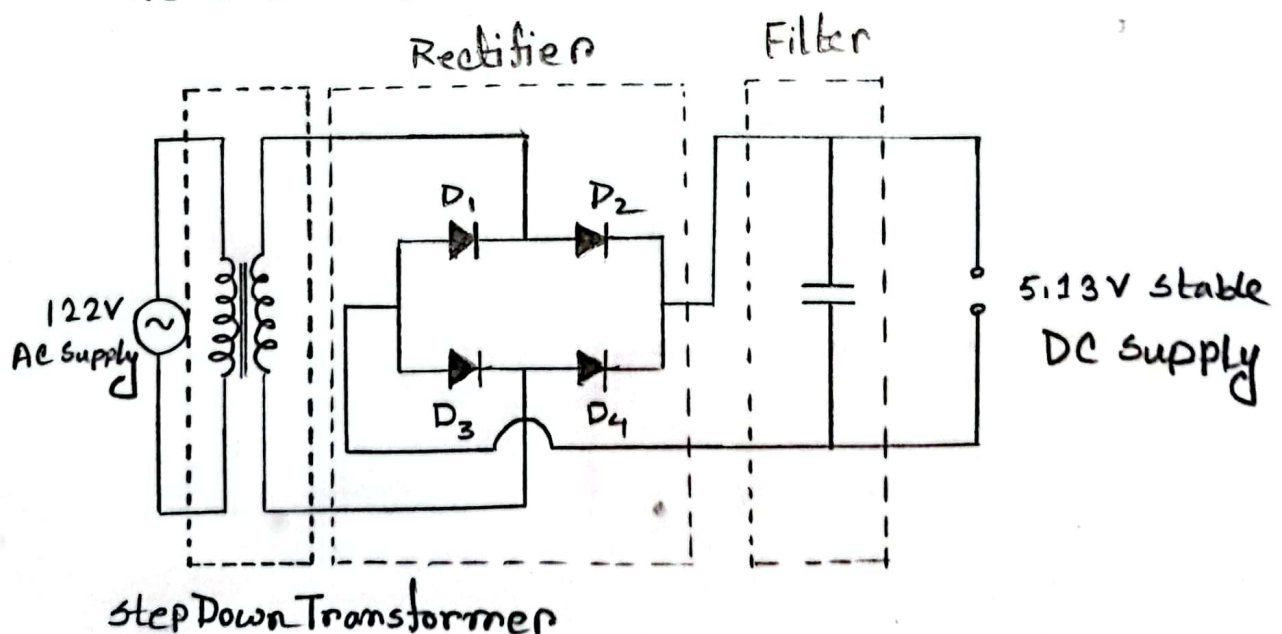 Rectifier
Filter
D1
D2
122V
AC Supply
5.13V stable
DC Supply
D3
D4
step Down Transformer